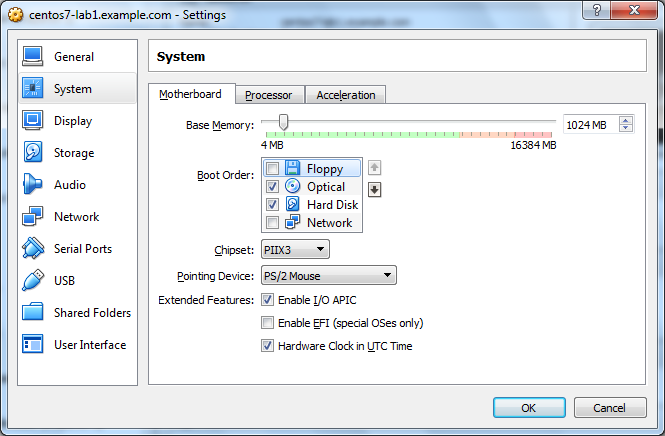 centos7-lab1.example.com - Settings
General
System
Display
Storage
Audio
Network
Serial Ports
USB
Shared Folders
User Interface
System
Motherboard Processor Acceleration
Base Memory: 1024 MB
4 MB 16384 MB
Boot Order: Floppy
Optical
Hard Disk
Network
Chipset: PIIX3
Pointing Device: PS/2 Mouse
Extended Features: Enable I/O APIC
Enable EFI (special OSes only)
Hardware Clock in UTC Time
OK Cancel